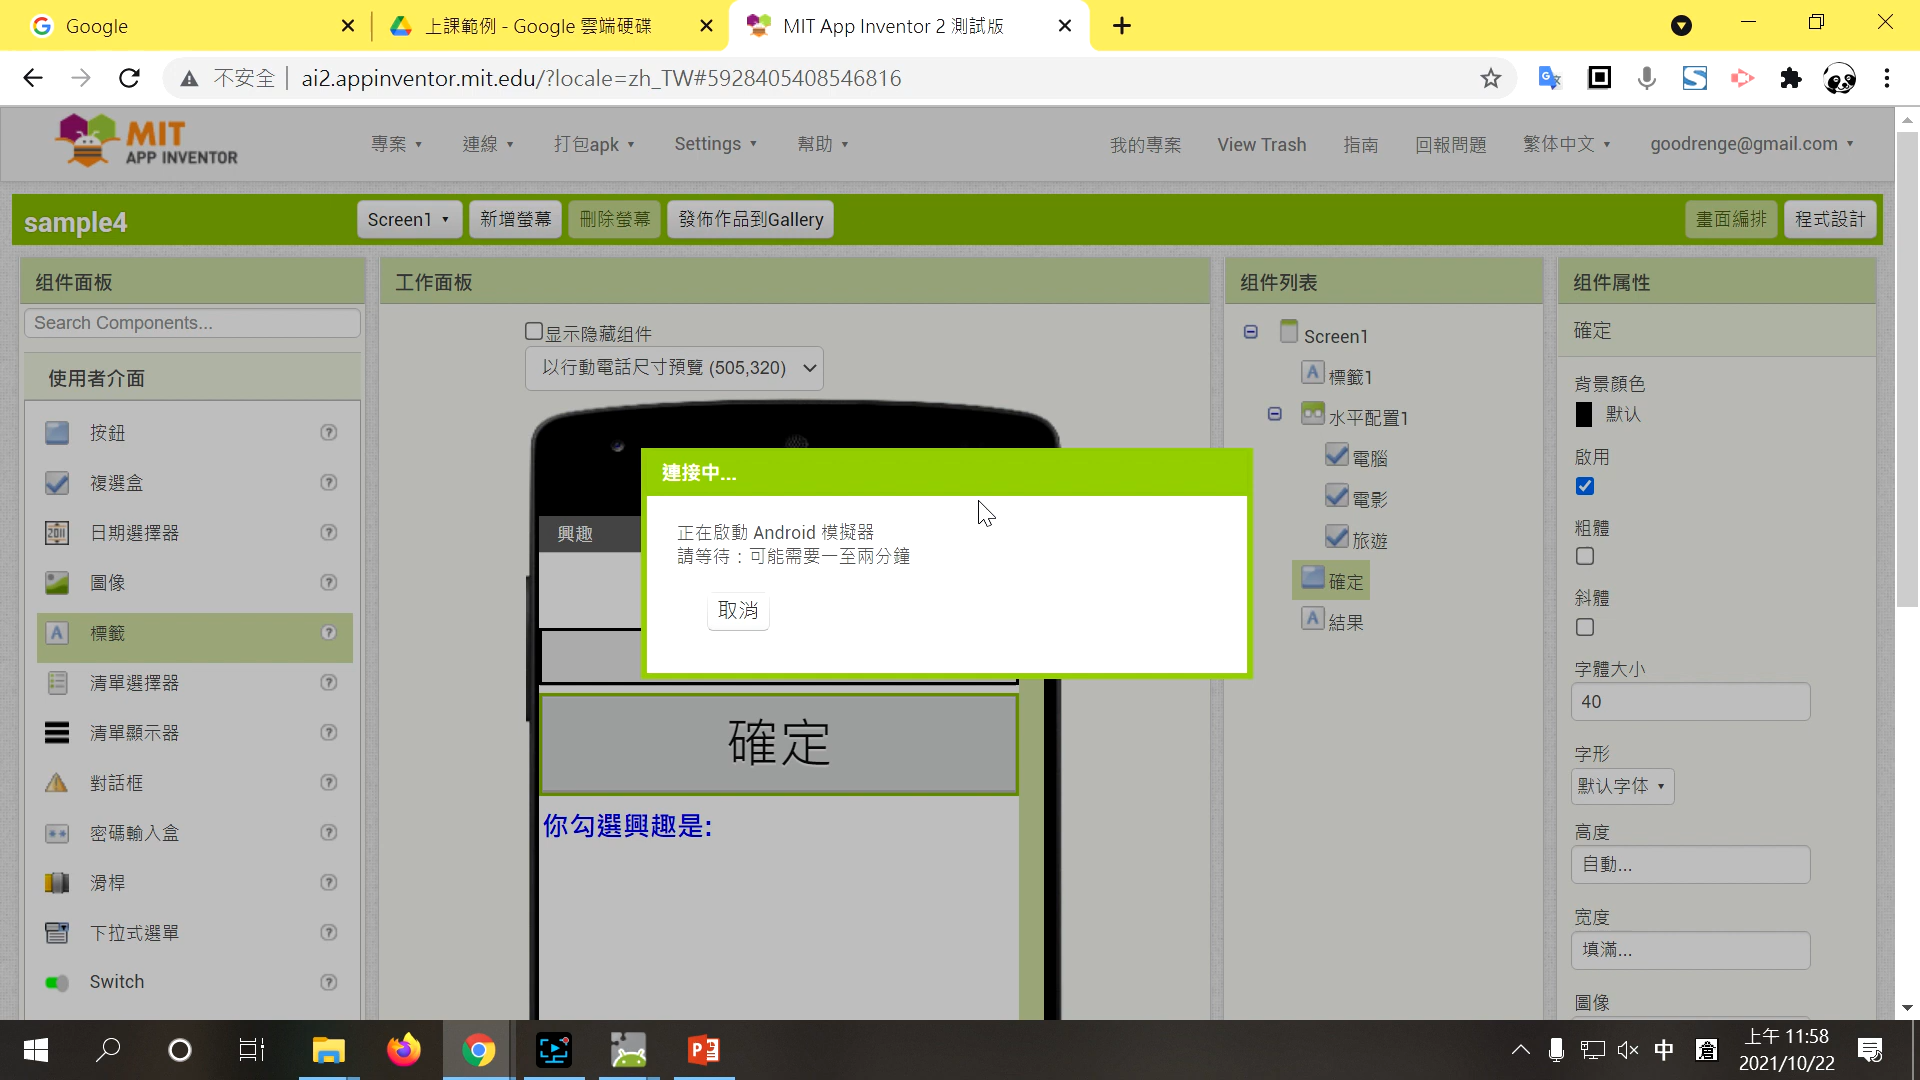 Google
上課範例 - Google 雲端硬碟
MIT App Inventor 2 測試版
不安全
ai2.appinventor.mit.edu/?locale=zh_TW#5928405408546816
MIT
APP INVENTOR
專案
連線
打包apk
Settings
幫助
我的專案
View Trash
指南
回報問題
繁体中文
goodrenge@gmail.com
sample4
Screen1
新增螢幕
刪除螢幕
發佈作品到Gallery
畫面編排
程式設計
组件面板
工作面板
组件列表
组件属性
Search Components...
使用者介面
按鈕
複選盒
日期選擇器
圖像
標籤
清單選擇器
清單顯示器
對話框
密碼輸入盒
滑桿
下拉式選單
Switch
显示隐藏组件
以行動電話尺寸預覽 (505,320)
興趣
連接中...
正在啟動 Android 模擬器
請等待：可能需要一至兩分鐘
取消
確定
你勾選興趣是:
Screen1
標籤1
水平配置1
電腦
電影
旅遊
確定
結果
確定
背景顏色
默认
啟用
粗體
斜體
字體大小
40
字形
默认字体
高度
自動...
宽度
填滿...
圖像
中
倉
上午 11:58
2021/10/22